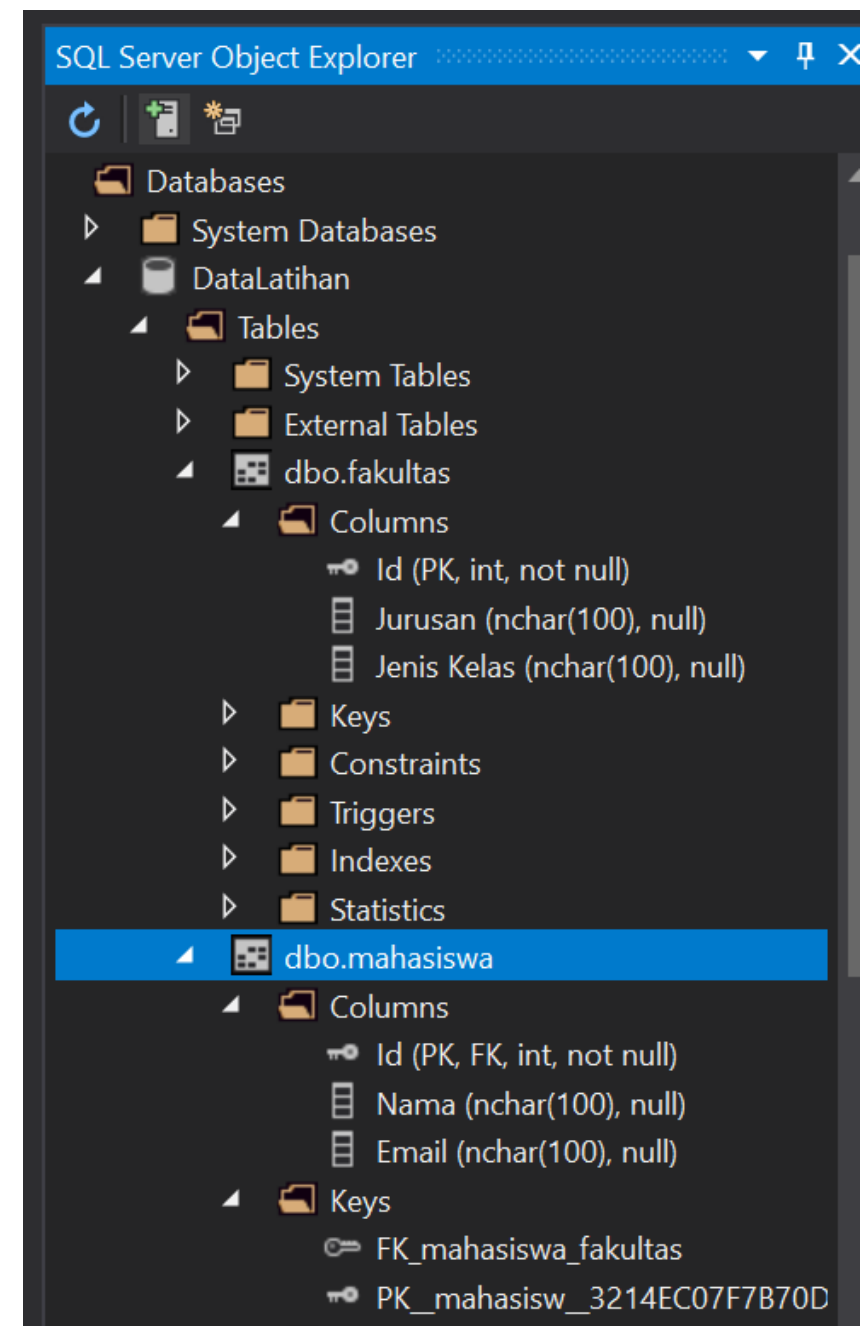 SQL Server Object Explorer
Databases
System Databases
DataLatihan
Tables
System Tables
External Tables
dbo.fakultas
Columns
Id (PK, int, not null)
Jurusan (nchar(100), null)
Jenis Kelas (nchar(100), null)
Keys
Constraints
Triggers
Indexes
Statistics
dbo.mahasiswa
Columns
Id (PK, FK, int, not null)
Nama (nchar(100), null)
Email (nchar(100), null)
Keys
FK_mahasiswa_fakultas
PK__mahasisw__3214EC07F7B70D